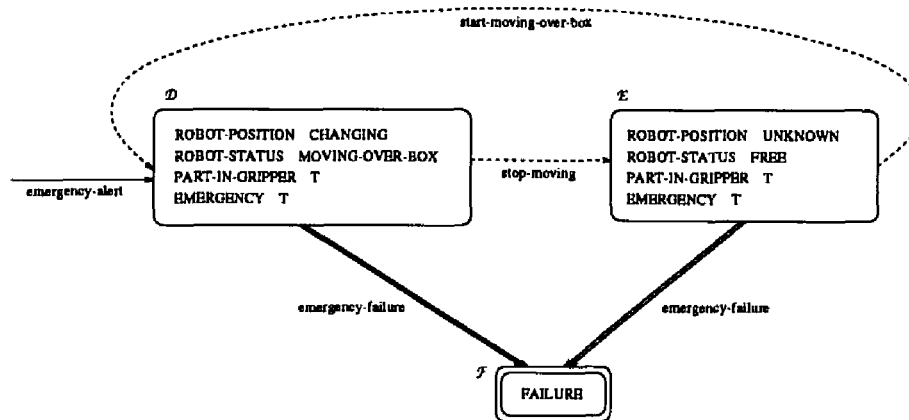 start-moving-over-box
D
E
ROBOT-POSITION CHANGING
ROBOT-STATUS MOVING-OVER-BOX
PART-IN-GRIPPER T
EMERGENCY T
ROBOT-POSITION UNKNOWN
ROBOT-STATUS FREE
PART-IN-GRIPPER T
EMERGENCY T
emergency-alert
stop-moving
emergency-failure
emergency-failure
F
FAILURE